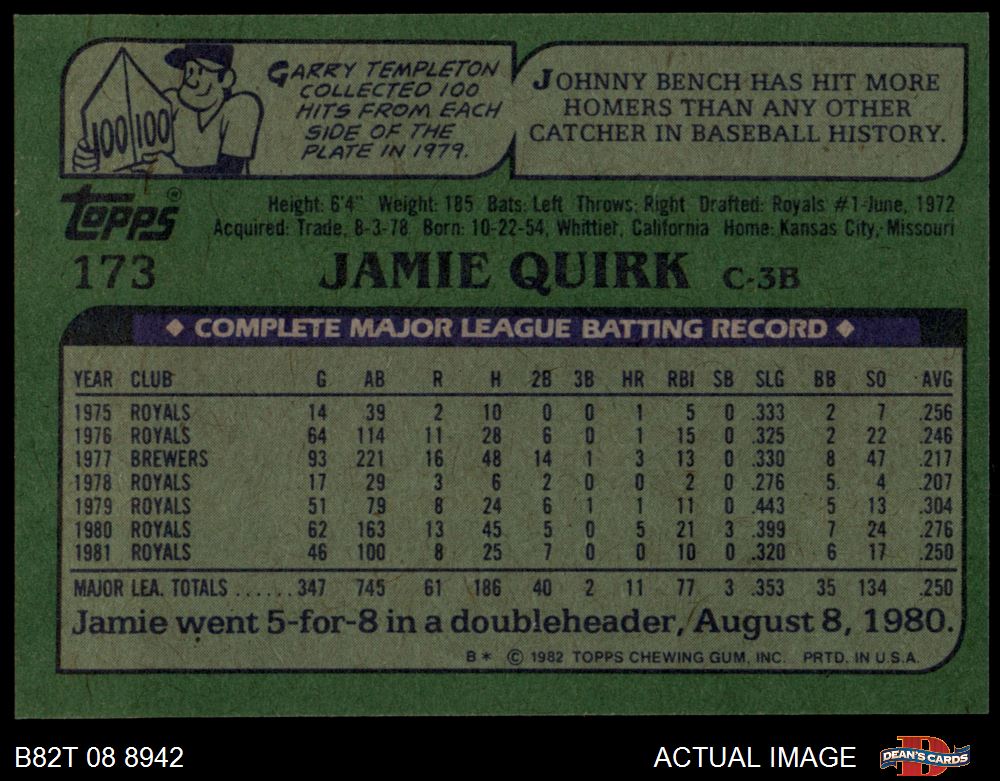 GARRY TEMPLETON
COLLECTED 100
HITS FROM EACH
SIDE OF THE
PLATE IN 1979.
100 100
JOHNNY BENCH HAS HIT MORE
HOMERS THAN ANY OTHER
CATCHER IN BASEBALL HISTORY.
Topps®
Height: 6'4" Weight: 185 Bats: Left Throws: Right Drafted: Royals #1-June, 1972
Acquired: Trade, 8-3-78 Born: 10-22-54, Whittier, California Home: Kansas City, Missouri
173 JAMIE QUIRK C-3B
◆ COMPLETE MAJOR LEAGUE BATTING RECORD ◆
YEAR CLUB G AB R H 2B 3B HR RBI SB SLG BB SO AVG
1975 ROYALS 14 39 2 10 0 0 1 5 0 .333 2 7 .256
1976 ROYALS 64 114 11 28 6 0 1 15 0 .325 2 22 .246
1977 BREWERS 93 221 16 48 14 1 3 13 0 .330 8 47 .217
1978 ROYALS 17 29 3 6 2 0 0 2 0 .276 5 4 .207
1979 ROYALS 51 79 8 24 6 1 1 11 0 .443 5 13 .304
1980 ROYALS 62 163 13 45 5 0 5 21 3 .399 7 24 .276
1981 ROYALS 46 100 8 25 7 0 0 10 0 .320 6 17 .250
MAJOR LEA. TOTALS ...... 347 745 61 186 40 2 11 77 3 .353 35 134 .250
Jamie went 5-for-8 in a doubleheader, August 8, 1980.
B* © 1982 TOPPS CHEWING GUM, INC. PRTD. IN U.S.A.
B82T 08 8942 ACTUAL IMAGE DEAN'S CARDS